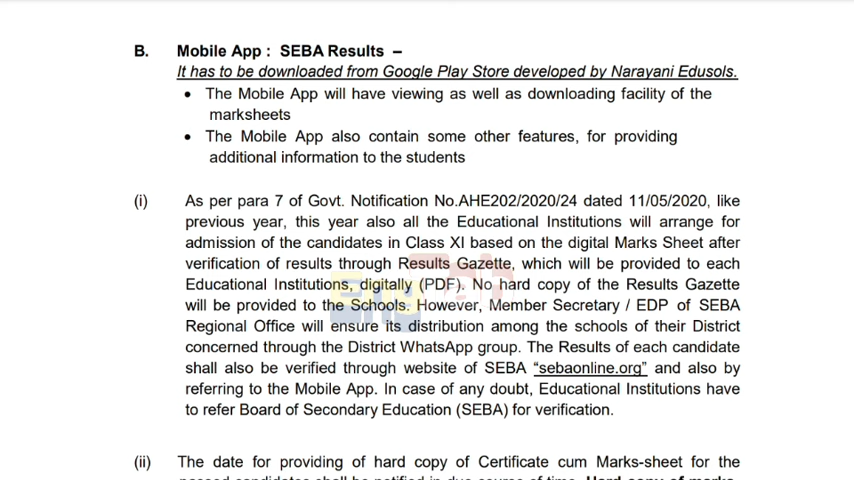 B. Mobile App : SEBA Results –
It has to be downloaded from Google Play Store developed by Narayani Edusols.
• The Mobile App will have viewing as well as downloading facility of the
marksheets
• The Mobile App also contain some other features, for providing
additional information to the students
(i) As per para 7 of Govt. Notification No.AHE202/2020/24 dated 11/05/2020, like
previous year, this year also all the Educational Institutions will arrange for
admission of the candidates in Class XI based on the digital Marks Sheet after
verification of results through Results Gazette, which will be provided to each
Educational Institutions, digitally (PDF). No hard copy of the Results Gazette
will be provided to the Schools. However, Member Secretary / EDP of SEBA
Regional Office will ensure its distribution among the schools of their District
concerned through the District WhatsApp group. The Results of each candidate
shall also be verified through website of SEBA “sebaonline.org” and also by
referring to the Mobile App. In case of any doubt, Educational Institutions have
to refer Board of Secondary Education (SEBA) for verification.
(ii) The date for providing of hard copy of Certificate cum Marks-sheet for the